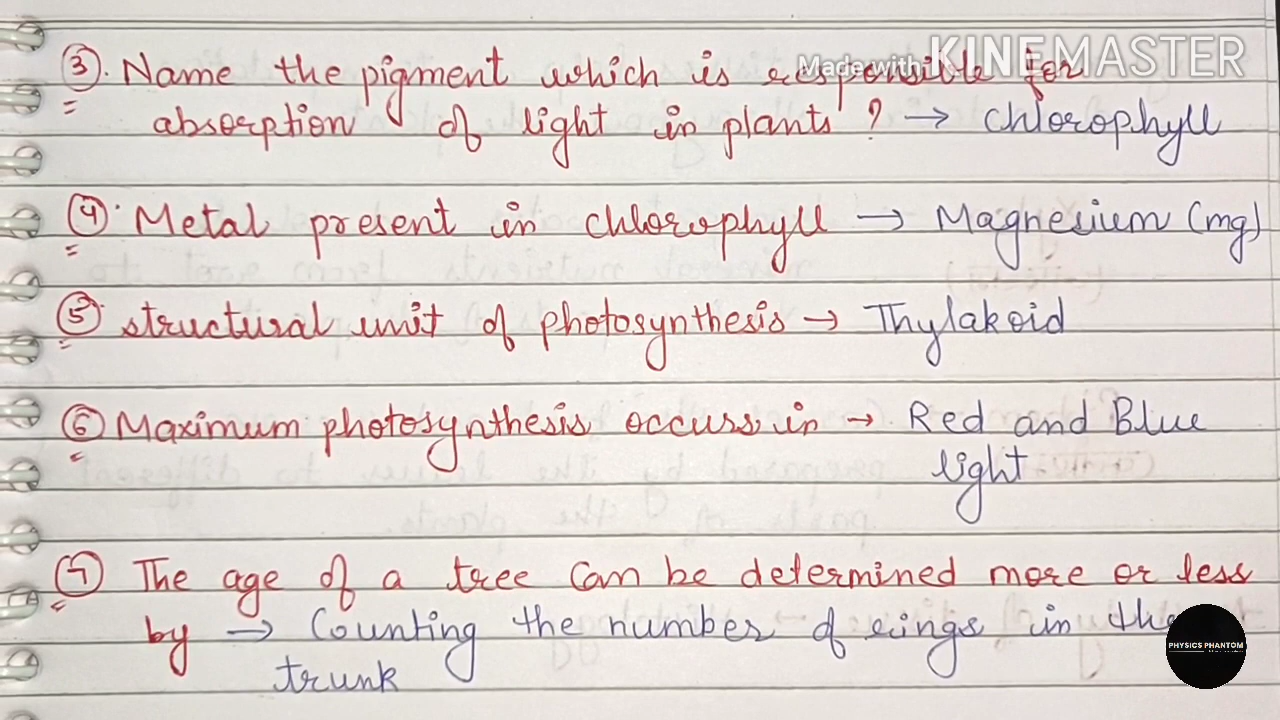 Made with KINEMASTER
③. Name the pigment which is responsible for
absorption of light in plants ? → Chlorophyll
④. Metal present in chlorophyll → Magnesium (mg)
⑤. structural unit of photosynthesis → Thylakoid
⑥ Maximum photosynthesis occurs in → Red and Blue
light
⑦ The age of a tree can be determined more or less
by → Counting the number of rings in the
trunk
PHYSICS PHANTOM